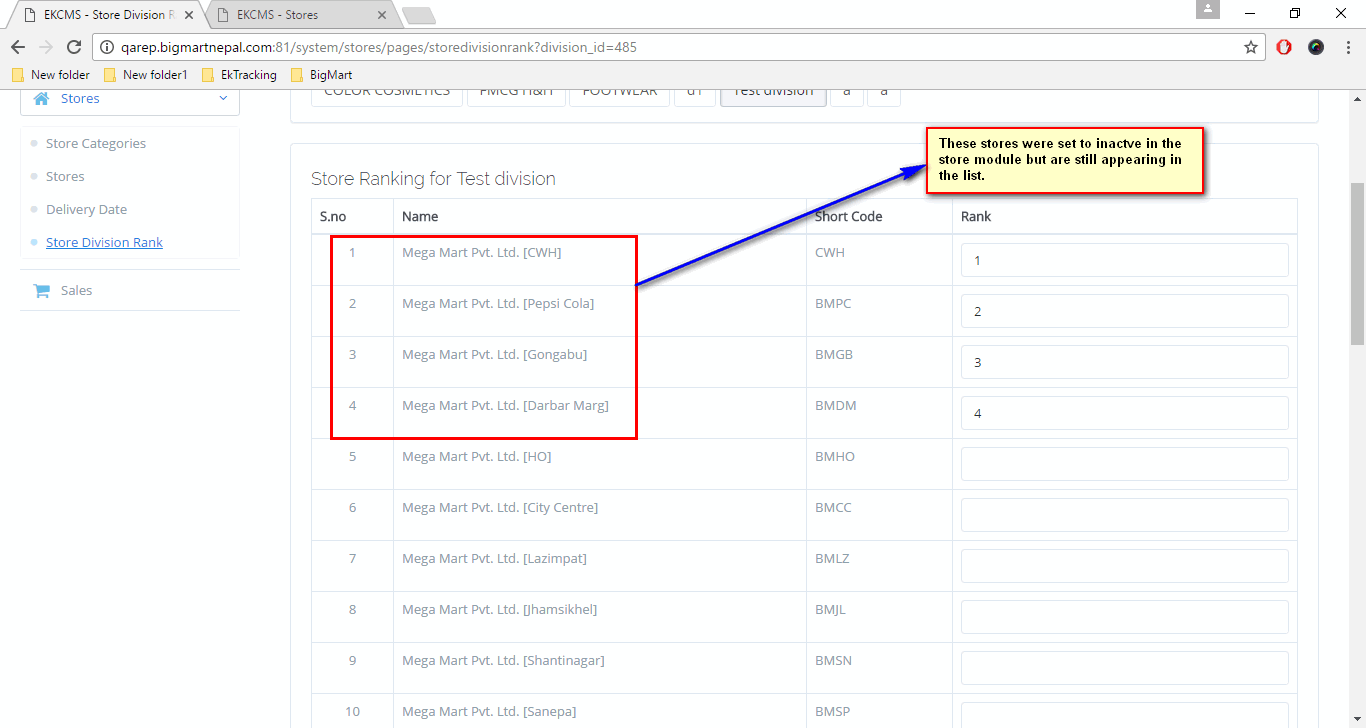 EKCMS - Store Division R
EKCMS - Stores
qarep.bigmartnepal.com:81/system/stores/pages/storedivisionrank?division_id=485
New folder
New folder1
EkTracking
BigMart
Stores
COLOR COSMETICS
FMCG H&H
FOOTWEAR
d1
Test division
a
a
Store Categories
Stores
Delivery Date
Store Division Rank
Sales
These stores were set to inactve in the
store module but are still appearing in
the list.
Store Ranking for Test division
S.no Name Short Code Rank
1 Mega Mart Pvt. Ltd. [CWH] CWH 1
2 Mega Mart Pvt. Ltd. [Pepsi Cola] BMPC 2
3 Mega Mart Pvt. Ltd. [Gongabu] BMGB 3
4 Mega Mart Pvt. Ltd. [Darbar Marg] BMDM 4
5 Mega Mart Pvt. Ltd. [HO] BMHO
6 Mega Mart Pvt. Ltd. [City Centre] BMCC
7 Mega Mart Pvt. Ltd. [Lazimpat] BMLZ
8 Mega Mart Pvt. Ltd. [Jhamsikhel] BMJL
9 Mega Mart Pvt. Ltd. [Shantinagar] BMSN
10 Mega Mart Pvt. Ltd. [Sanepa] BMSP